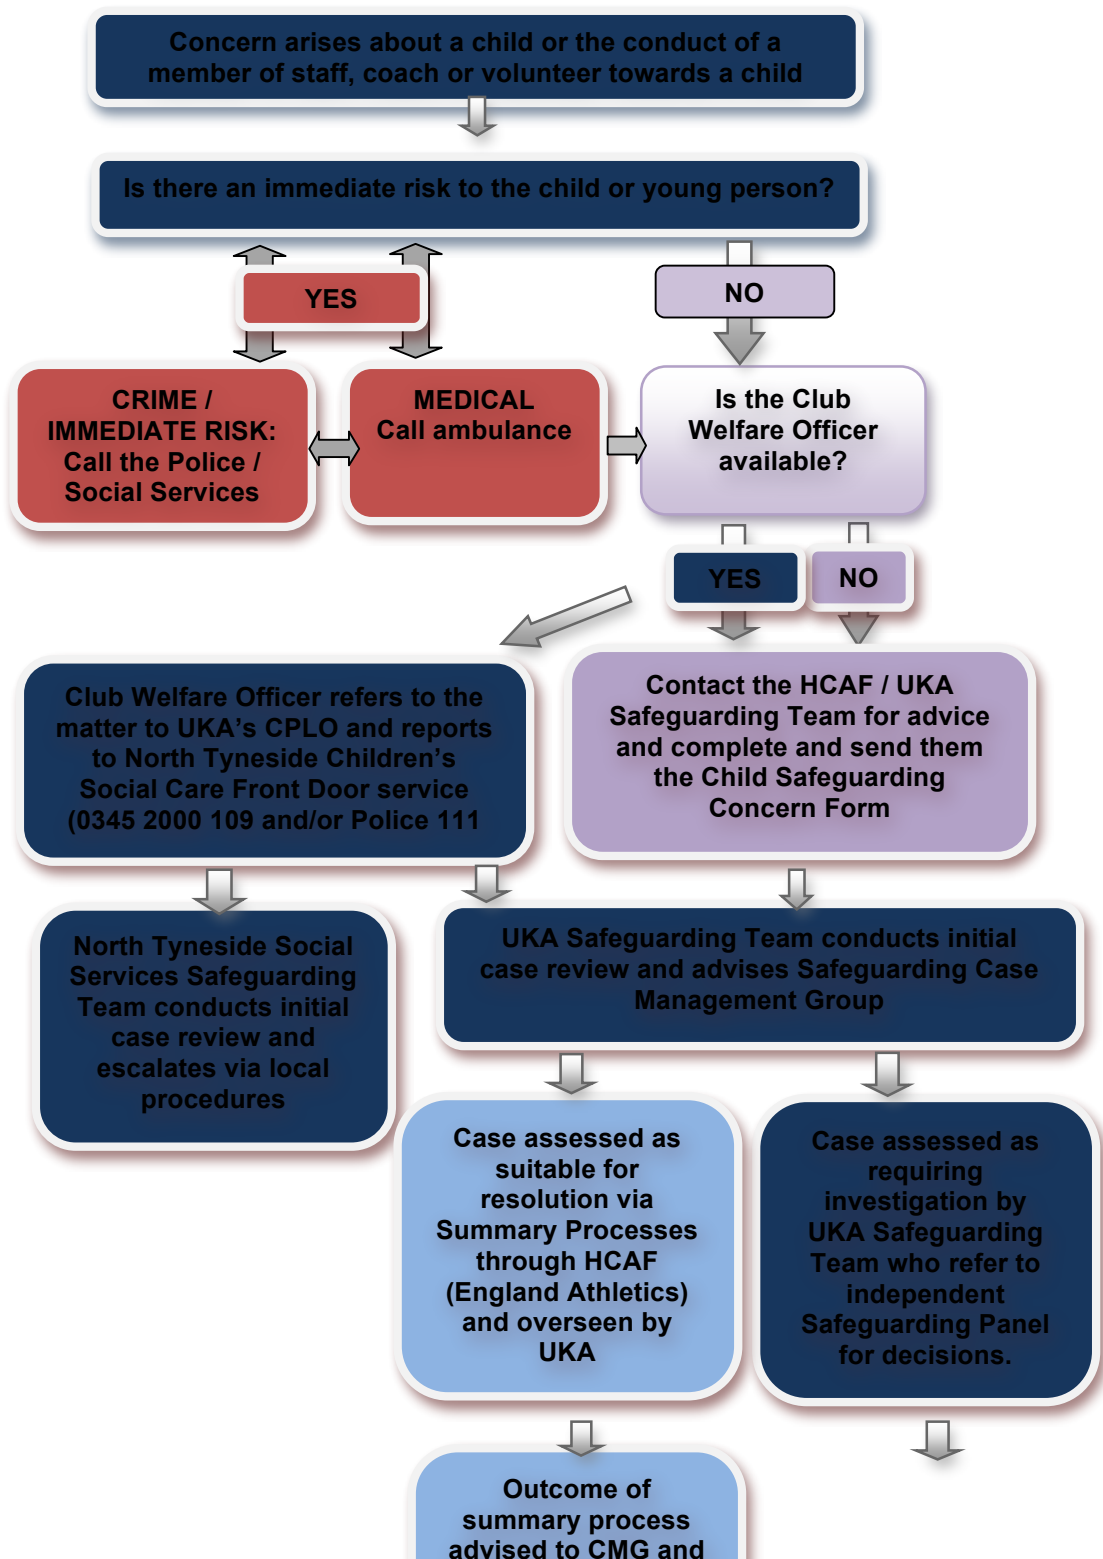 Concern arises about a child or the conduct of a
member of staff, coach or volunteer towards a child
Is there an immediate risk to the child or young person?
YES
NO
CRIME /
IMMEDIATE RISK:
Call the Police /
Social Services
MEDICAL
Call ambulance
Is the Club
Welfare Officer
available?
YES
NO
Club Welfare Officer refers to the
matter to UKA's CPLO and reports
to North Tyneside Children's
Social Care Front Door service
(0345 2000 109 and/or Police 111
Contact the HCAF / UKA
Safeguarding Team for advice
and complete and send them
the Child Safeguarding
Concern Form
North Tyneside Social
Services Safeguarding
Team conducts initial
case review and
escalates via local
procedures
UKA Safeguarding Team conducts initial
case review and advises Safeguarding Case
Management Group
Case assessed as
suitable for
resolution via
Summary Processes
through HCAF
(England Athletics)
and overseen by
UKA
Case assessed as
requiring
investigation by
UKA Safeguarding
Team who refer to
independent
Safeguarding Panel
for decisions.
Outcome of
summary process
advised to CMG and